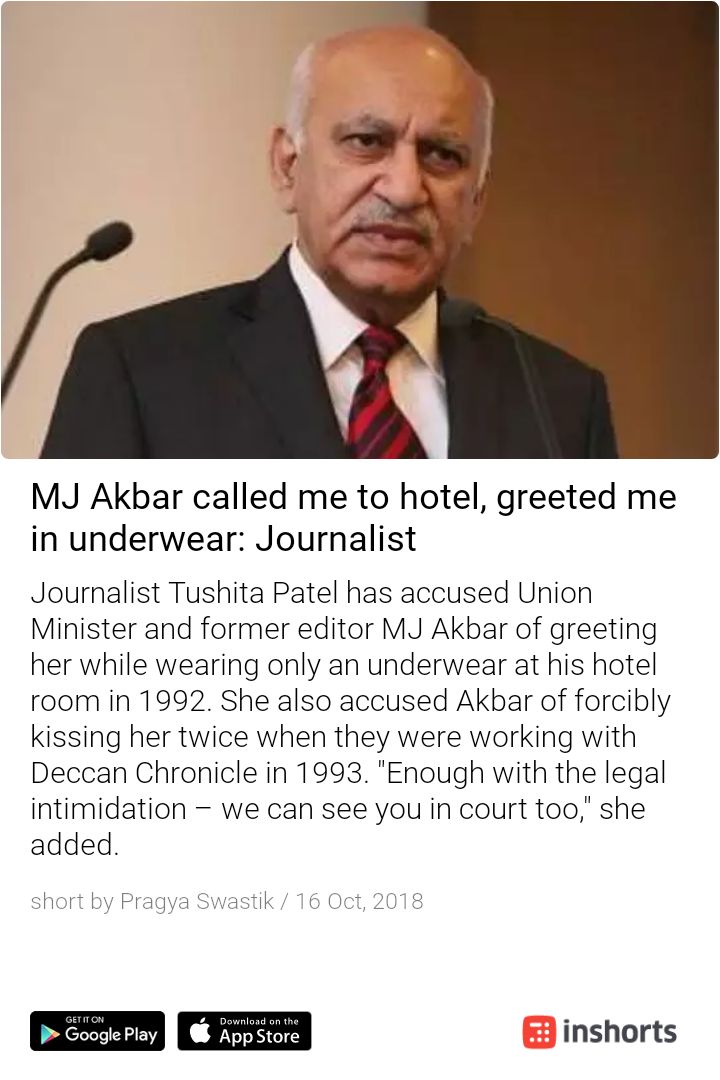 MJ Akbar called me to hotel, greeted me
in underwear: Journalist
Journalist Tushita Patel has accused Union
Minister and former editor MJ Akbar of greeting
her while wearing only an underwear at his hotel
room in 1992. She also accused Akbar of forcibly
kissing her twice when they were working with
Deccan Chronicle in 1993. "Enough with the legal
intimidation – we can see you in court too," she
added.
short by Pragya Swastik / 16 Oct, 2018
GET IT ON
Google Play
Download on the
App Store
inshorts